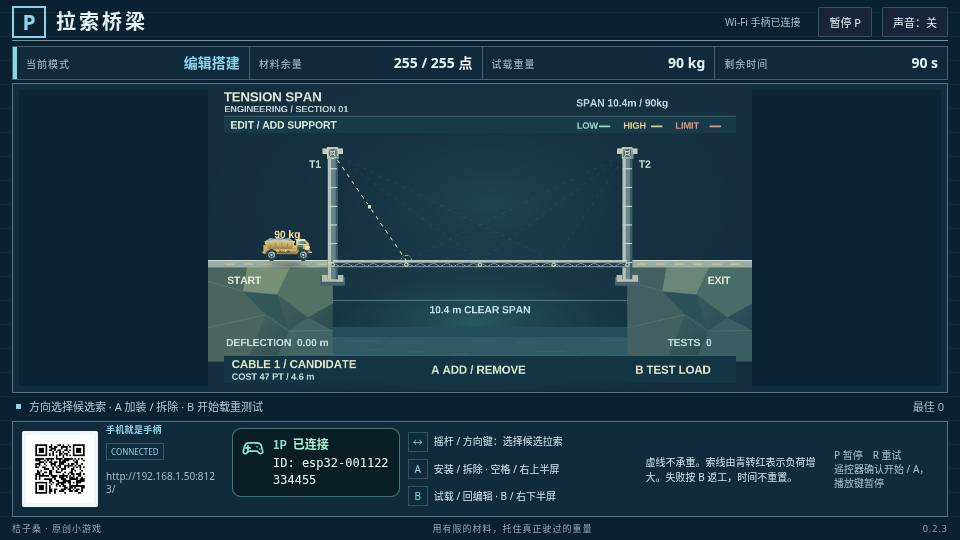 P 拉索桥梁
Wi-Fi 手柄已连接
暂停 P
声音：关
当前模式 编辑搭建
材料余量 255 / 255 点
试载重量 90 kg
剩余时间 90 s
TENSION SPAN
ENGINEERING / SECTION 01
SPAN 10.4m / 90kg
EDIT / ADD SUPPORT
LOW HIGH LIMIT
T1
T2
90 kg
START
EXIT
10.4 m CLEAR SPAN
DEFLECTION 0.00 m
TESTS 0
CABLE 1 / CANDIDATE
COST 47 PT / 4.6 m
A ADD / REMOVE
B TEST LOAD
方向选择候选索 · A 加装 / 拆除 · B 开始载重测试
最佳 0
手机就是手柄
CONNECTED
http://192.168.1.50:812
3/
1P 已连接
ID: esp32-001122
334455
↔ 摇杆 / 方向键：选择候选拉索
A 安装 / 拆除 · 空格 / 右上半屏
B 试载 / 回编辑 · B / 右下半屏
虚线不承重。索线由青转红表示负荷增
大。失败按 B 返工，时间不重置。
P 暂停 R 重试
遥控器确认开始 / A，
播放键暂停
桔子桑 · 原创小游戏
用有限的材料，托住真正驶过的重量
0.2.3